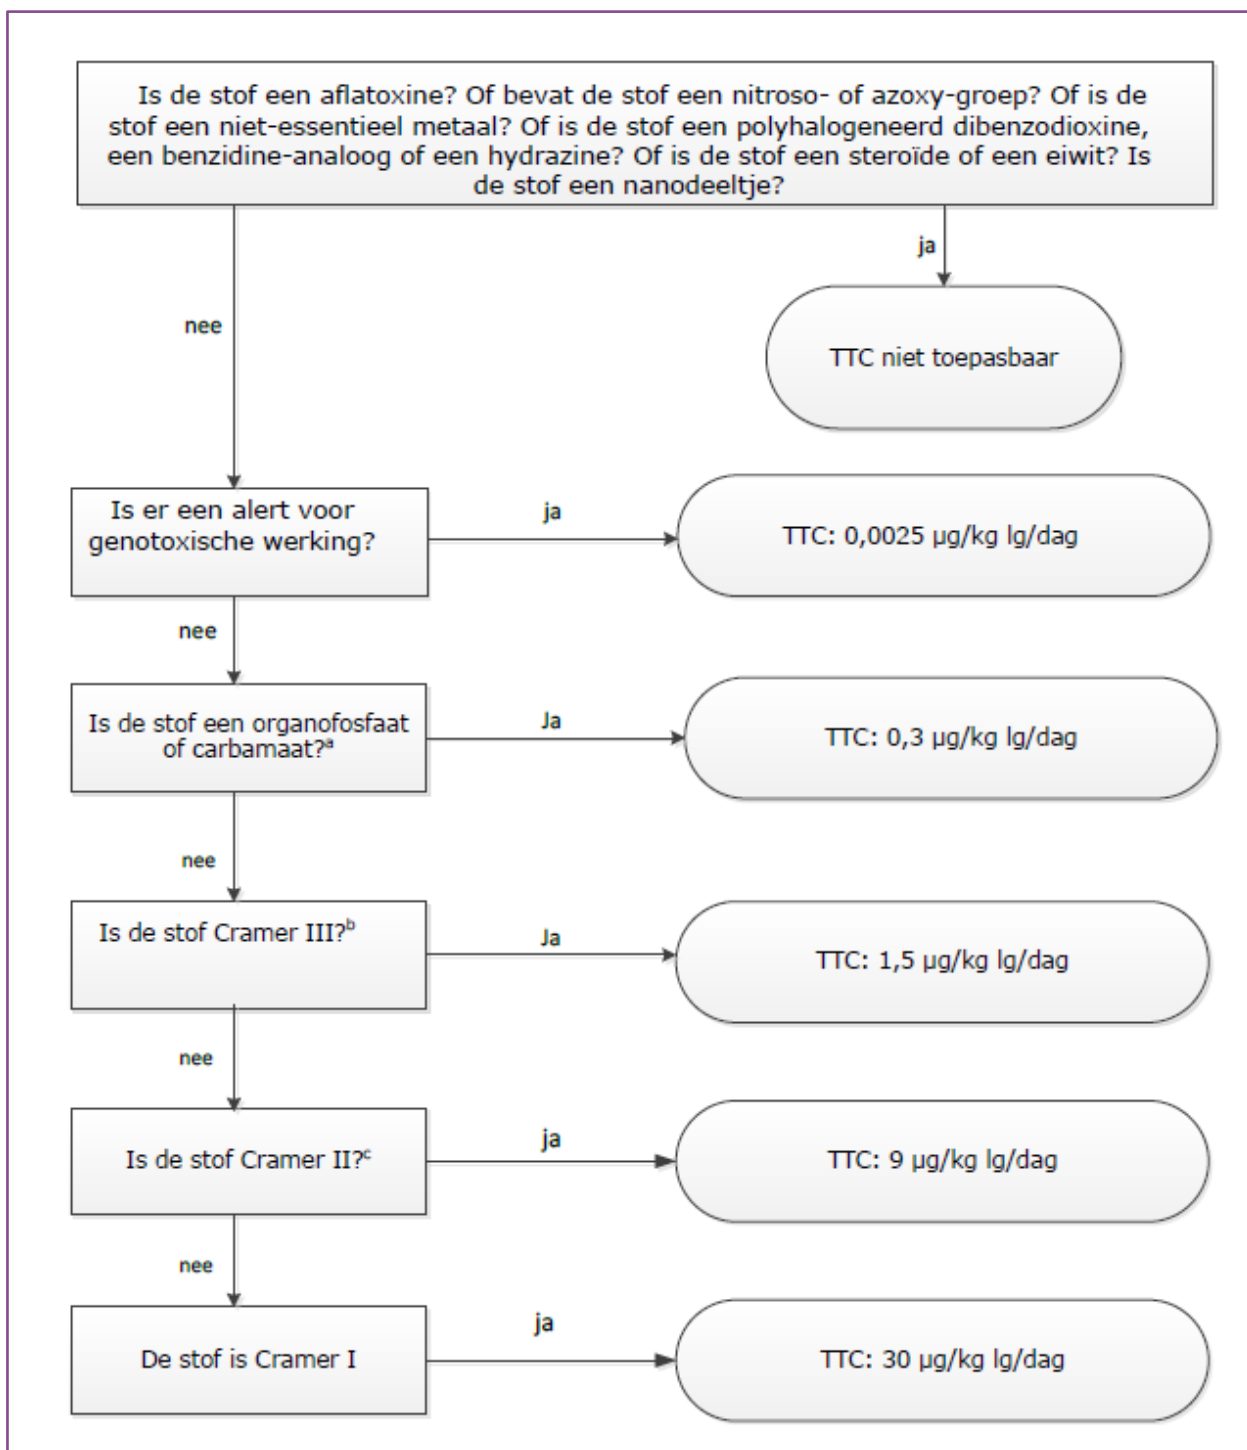 Is de stof een aflatoxine? Of bevat de stof een nitroso- of azoxy-groep? Of is de
stof een niet-essentieel metaal? Of is de stof een polyhalogeneerd dibenzodioxine,
een benzidine-analoog of een hydrazine? Of is de stof een steroïde of een eiwit? Is
de stof een nanodeeltje?
ja
nee
TTC niet toepasbaar
Is er een alert voor
genotoxische werking?
ja
TTC: 0,0025 µg/kg lg/dag
nee
Is de stof een organofosfaat
of carbamaat?ᵃ
Ja
TTC: 0,3 µg/kg lg/dag
nee
Is de stof Cramer III?ᵇ
Ja
TTC: 1,5 µg/kg lg/dag
nee
Is de stof Cramer II?ᶜ
ja
TTC: 9 µg/kg lg/dag
nee
De stof is Cramer I
ja
TTC: 30 µg/kg lg/dag